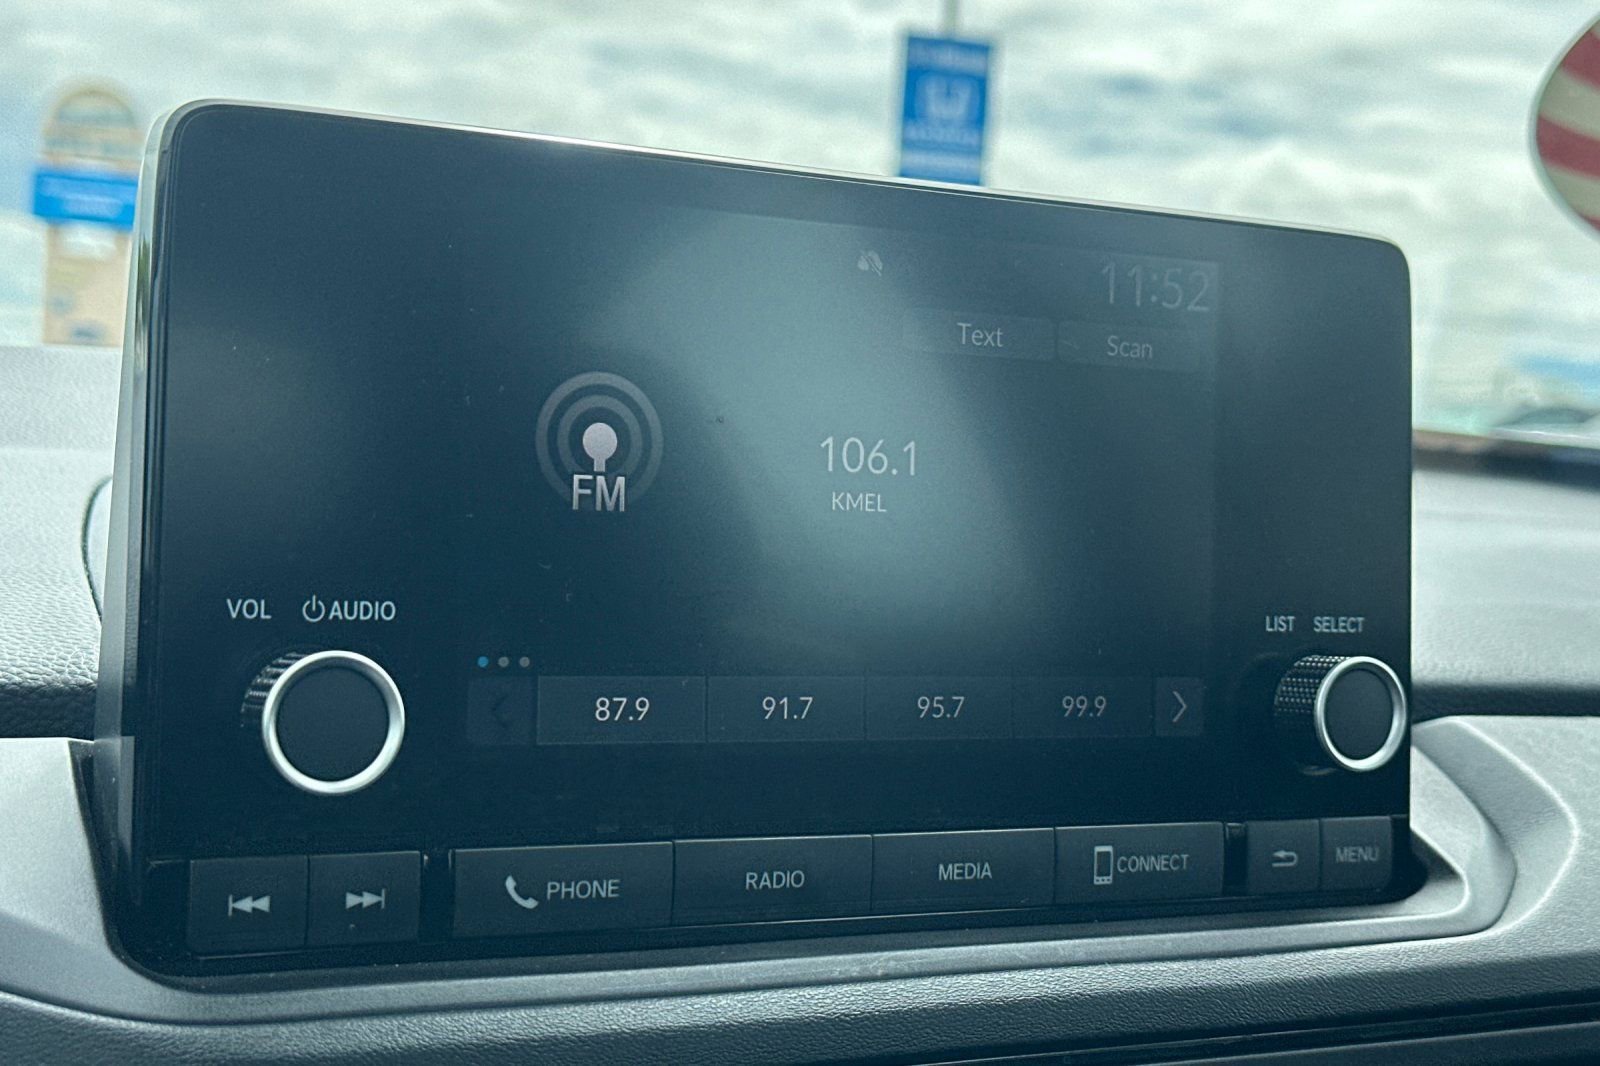 11:52
Text Scan
FM
106.1
KMEL
VOL AUDIO
LIST SELECT
87.9 91.7 95.7 99.9
PHONE RADIO MEDIA CONNECT MENU